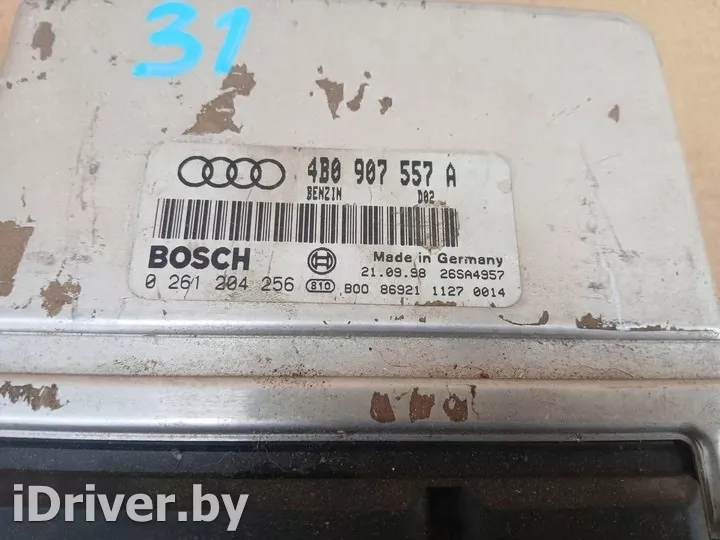 31
4B0 907 557 A
BENZIN D02
BOSCH
Made in Germany
21.09.98 26SA4957
0 261 204 256 810 B00 86921 1127 0014
iDriver.by